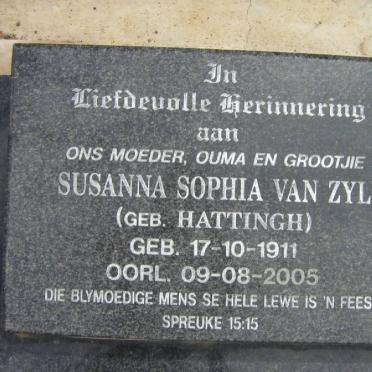 In
Liefdevolle Herinnering
aan
ONS MOEDER, OUMA EN GROOTJIE
SUSANNA SOPHIA VAN ZYL
(GEB. HATTINGH)
GEB. 17-10-1911
OORL. 09-08-2005
DIE BLYMOEDIGE MENS SE HELE LEWE IS 'N FEES
SPREUKE 15:15